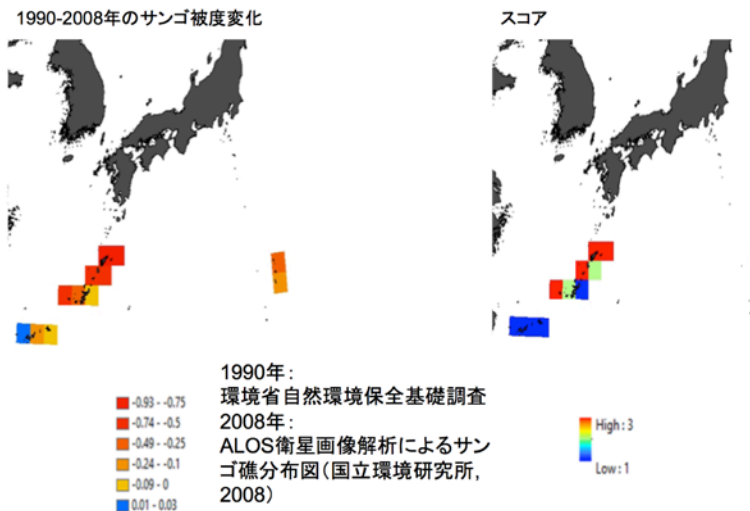 1990-2008年のサンゴ被度変化
スコア
1990年：
環境省自然環境保全基礎調査
2008年：
ALOS衛星画像解析によるサン
ゴ礁分布図（国立環境研究所，
2008）
-0.93 - -0.75
-0.74 - -0.5
-0.49 - -0.25
-0.24 - -0.1
-0.09 - 0
0.01 - 0.03
High : 3
Low : 1